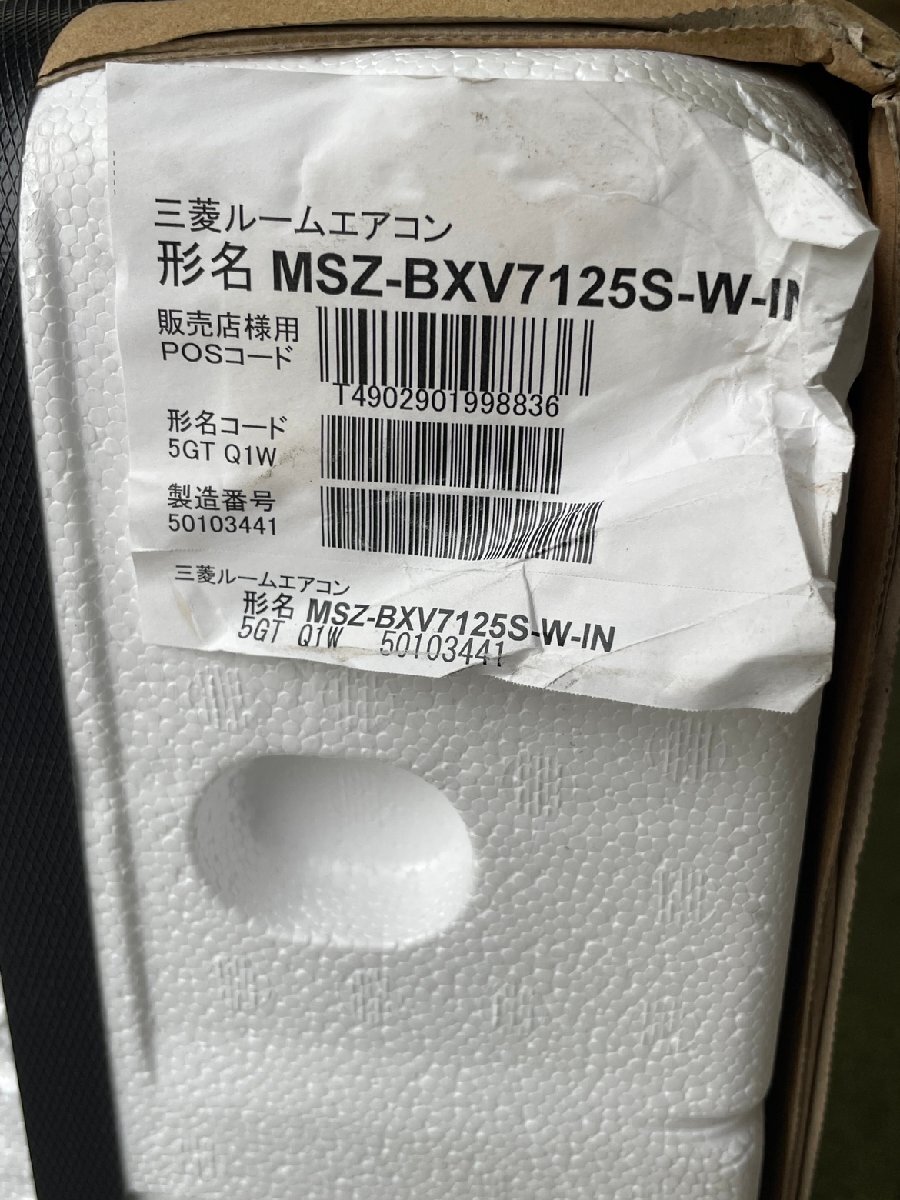 三菱ルームエアコン
形名 MSZ-BXV7125S-W-IN
販売店様用
POSコード
T4902901998836
形名コード
5GT Q1W
製造番号
50103441
三菱ルームエアコン
形名 MSZ-BXV7125S-W-IN
5GT Q1W 50103441